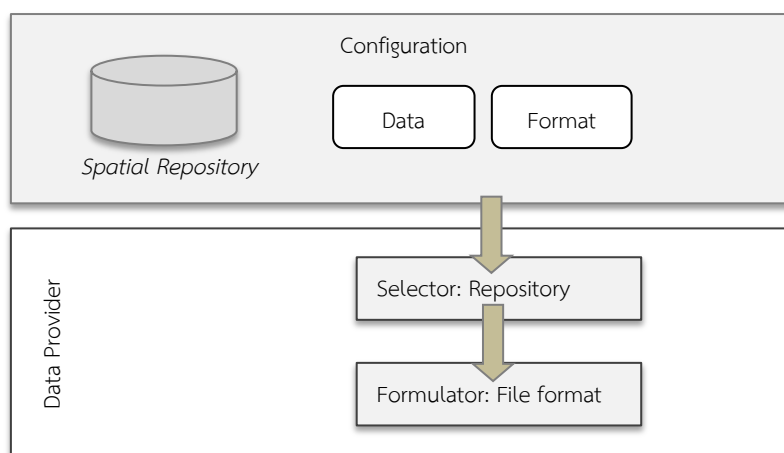 Configuration
Data
Format
Spatial Repository
Data Provider
Selector: Repository
Formulator: File format